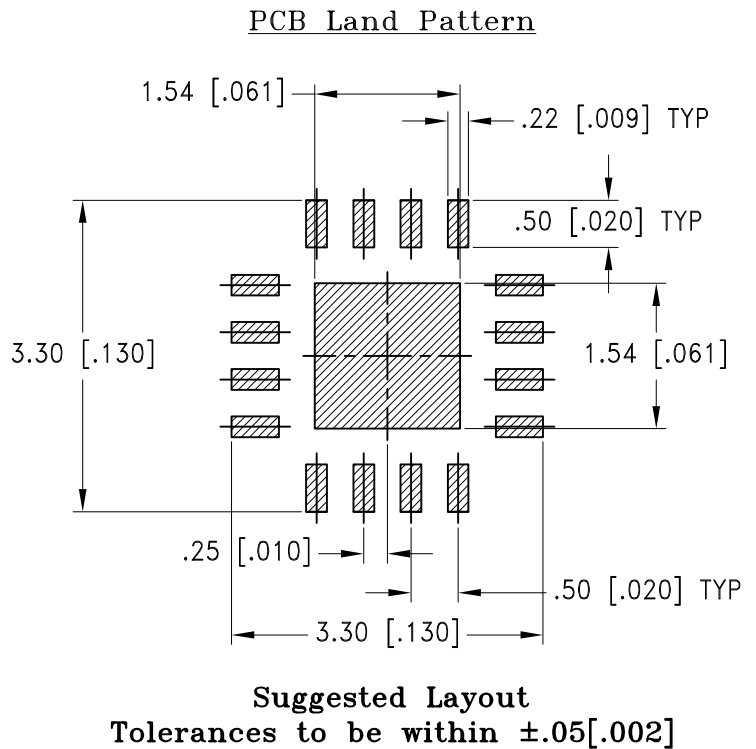 PCB Land Pattern
1.54 [.061]
.22 [.009] TYP
.50 [.020] TYP
3.30 [.130]
1.54 [.061]
.25 [.010]
.50 [.020] TYP
3.30 [.130]
Suggested Layout
Tolerances to be within ±.05[.002]